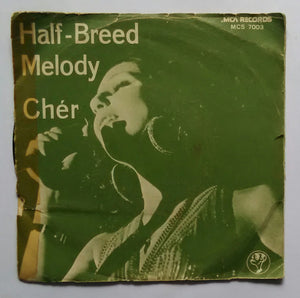 Half-Breed
MCA RECORDS
MCS 7003
Melody
Chér